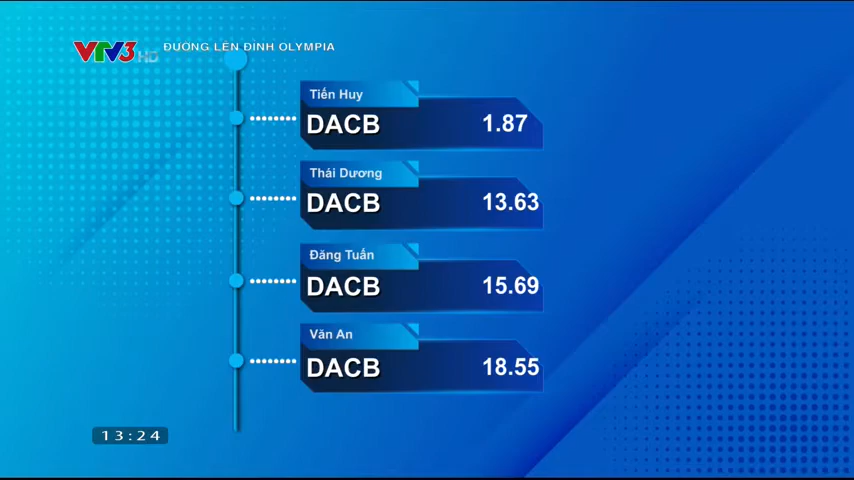 VTV3 HD
ĐƯỜNG LÊN ĐỈNH OLYMPIA
Tiến Huy
DACB 1.87
Thái Dương
DACB 13.63
Đăng Tuấn
DACB 15.69
Văn An
DACB 18.55
13:24